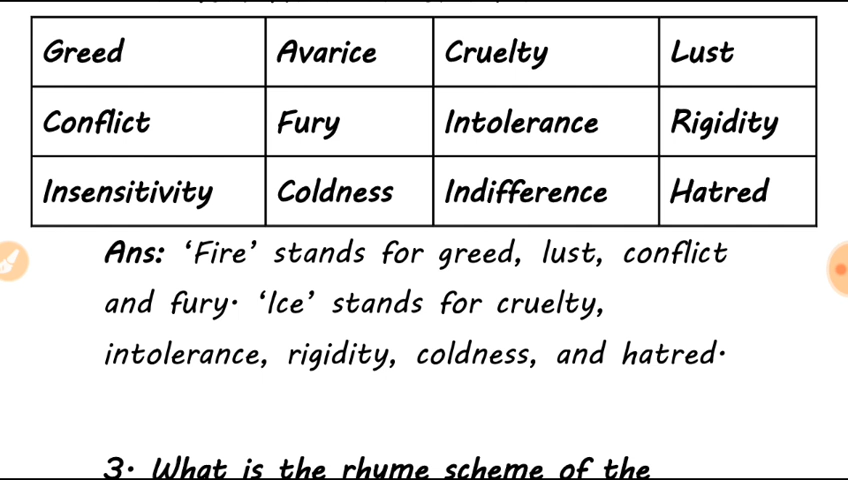 Greed Avarice Cruelty Lust
Conflict Fury Intolerance Rigidity
Insensitivity Coldness Indifference Hatred
Ans: ‘Fire’ stands for greed, lust, conflict
and fury. ‘Ice’ stands for cruelty,
intolerance, rigidity, coldness, and hatred.
3. What is the rhyme scheme of the